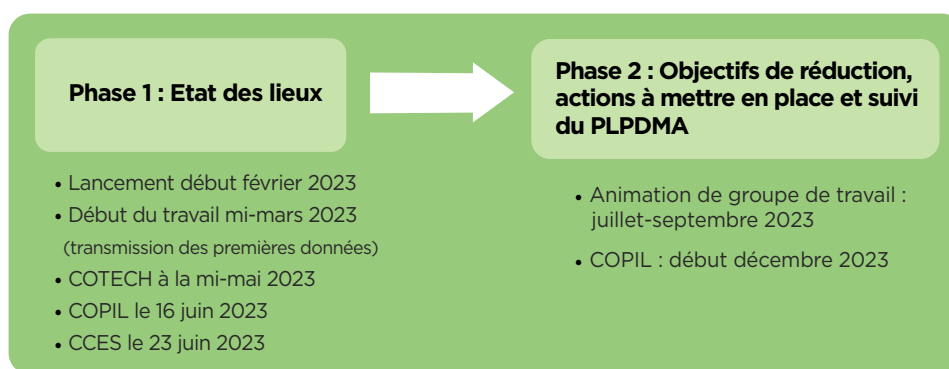 Phase 1 : Etat des lieux
• Lancement début février 2023
• Début du travail mi-mars 2023
(transmission des premières données)
• COTECH à la mi-mai 2023
• COPIL le 16 juin 2023
• CCES le 23 juin 2023
Phase 2 : Objectifs de réduction,
actions à mettre en place et suivi
du PLPDMA
• Animation de groupe de travail :
juillet-septembre 2023
• COPIL : début décembre 2023